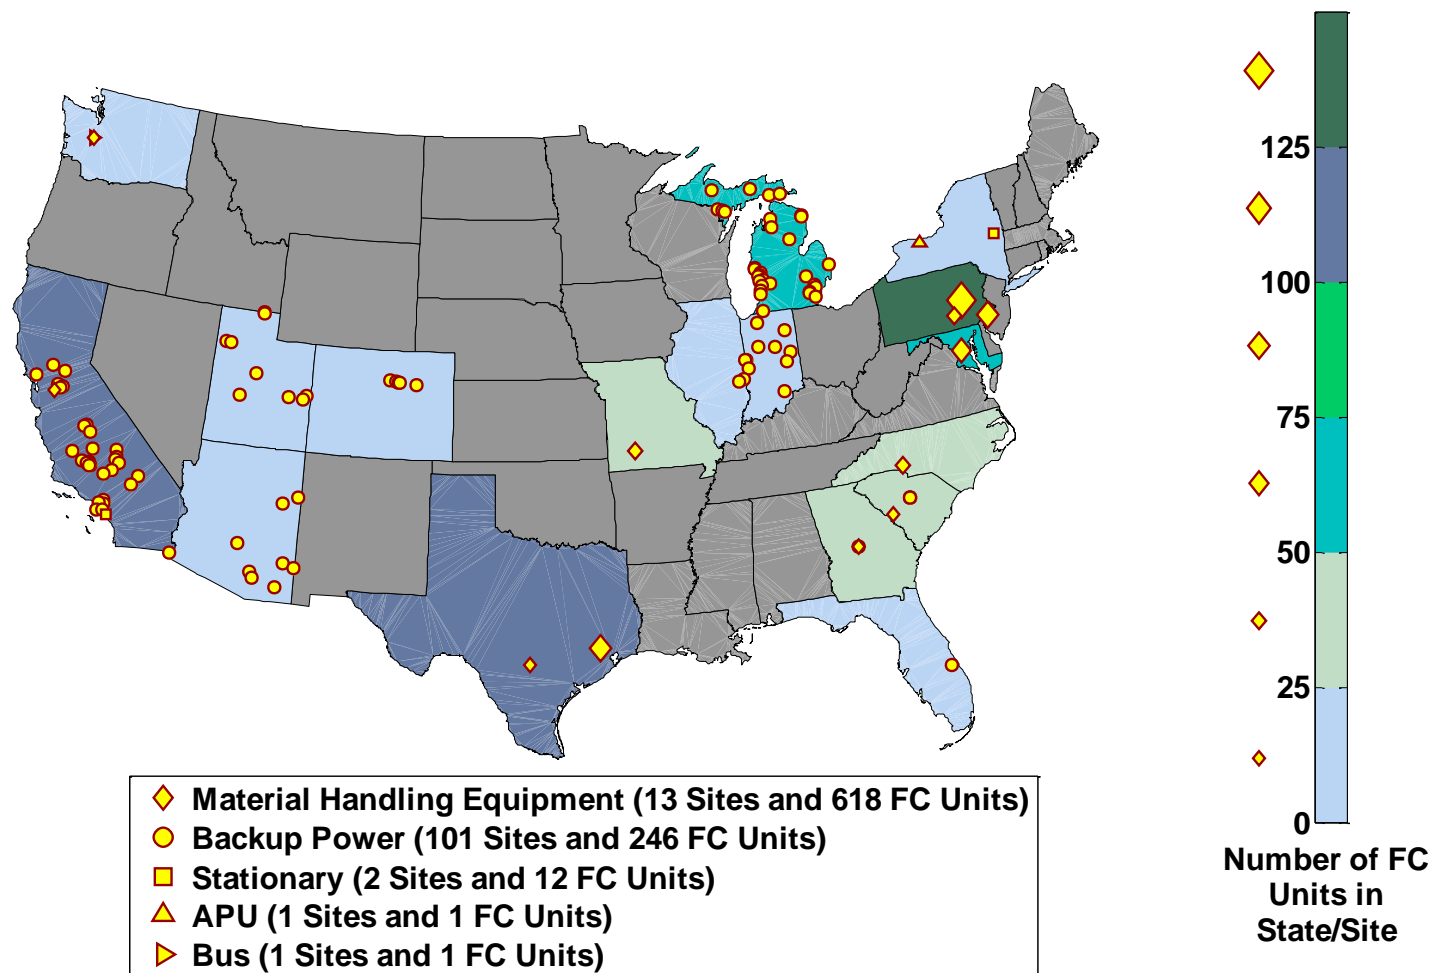 125
100
75
50
25
0
Number of FC
Units in
State/Site
Material Handling Equipment (13 Sites and 618 FC Units)
Backup Power (101 Sites and 246 FC Units)
Stationary (2 Sites and 12 FC Units)
APU (1 Sites and 1 FC Units)
Bus (1 Sites and 1 FC Units)